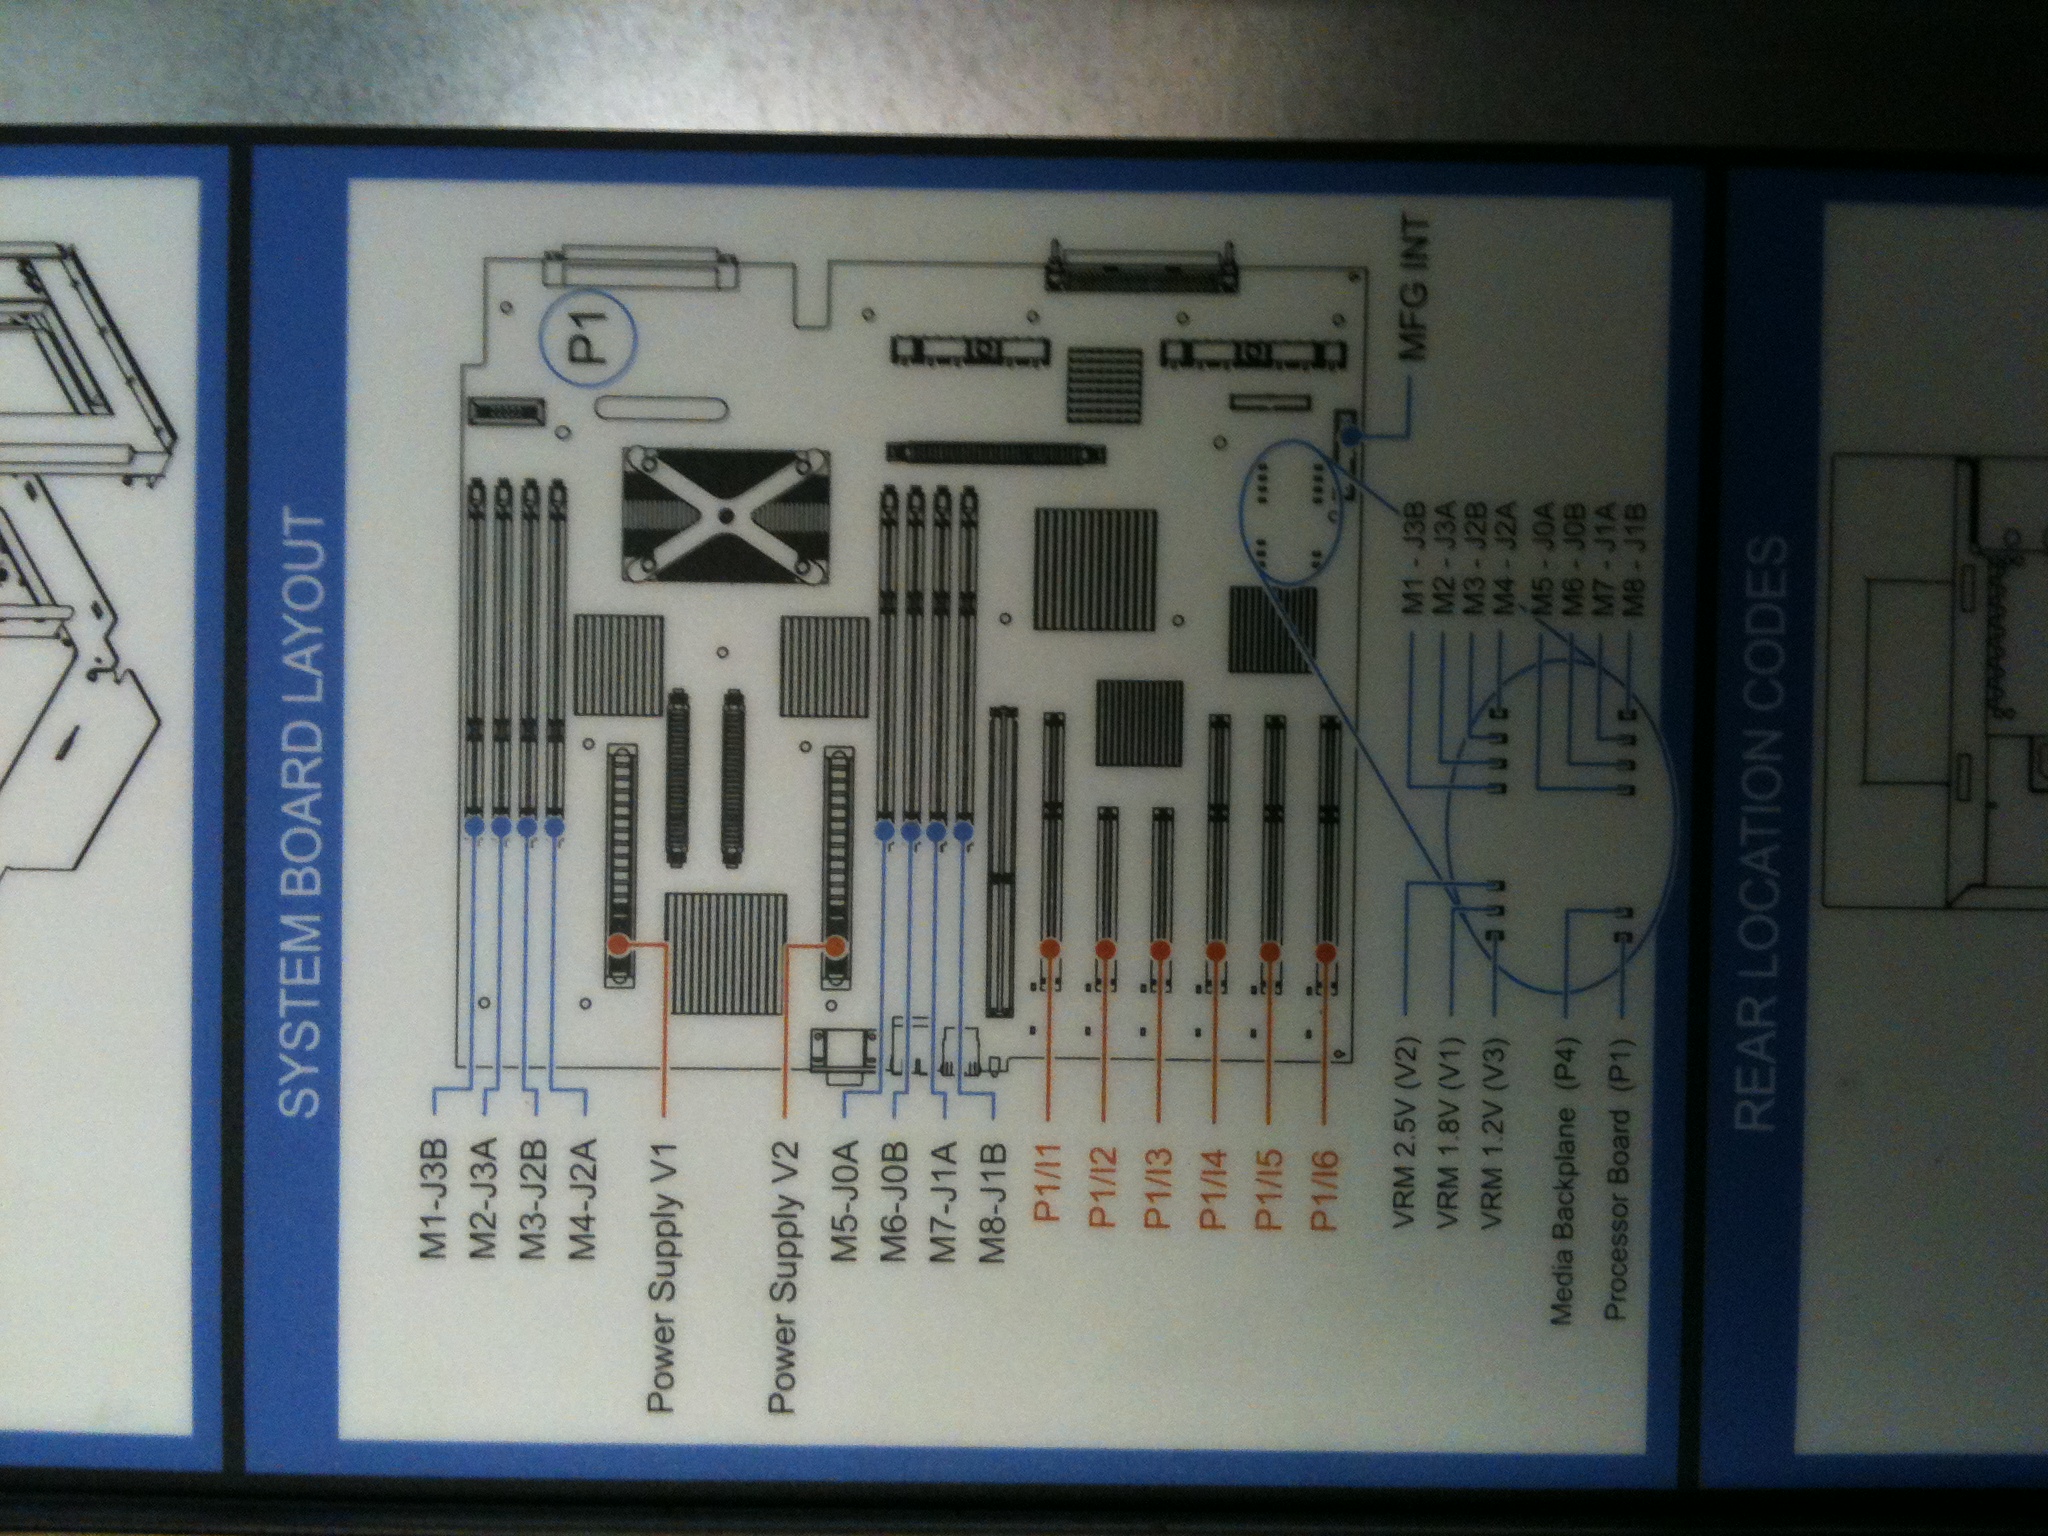 SYSTEM BOARD LAYOUT
M1-J3B
M2-J3A
M3-J2B
M4-J2A
P1
Power Supply V1
Power Supply V2
M5-J0A
M6-J0B
M7-J1A
M8-J1B
P1/I1
P1/I2
P1/I3
P1/I4
P1/I5
P1/I6
VRM 2.5V (V2)
VRM 1.8V (V1)
VRM 1.2V (V3)
Media Backplane (P4)
Processor Board (P1)
M1 - J3B
M2 - J3A
M3 - J2B
M4 - J2A
M5 - J0A
M6 - J0B
M7 - J1A
M8 - J1B
MFG INT
REAR LOCATION CODES